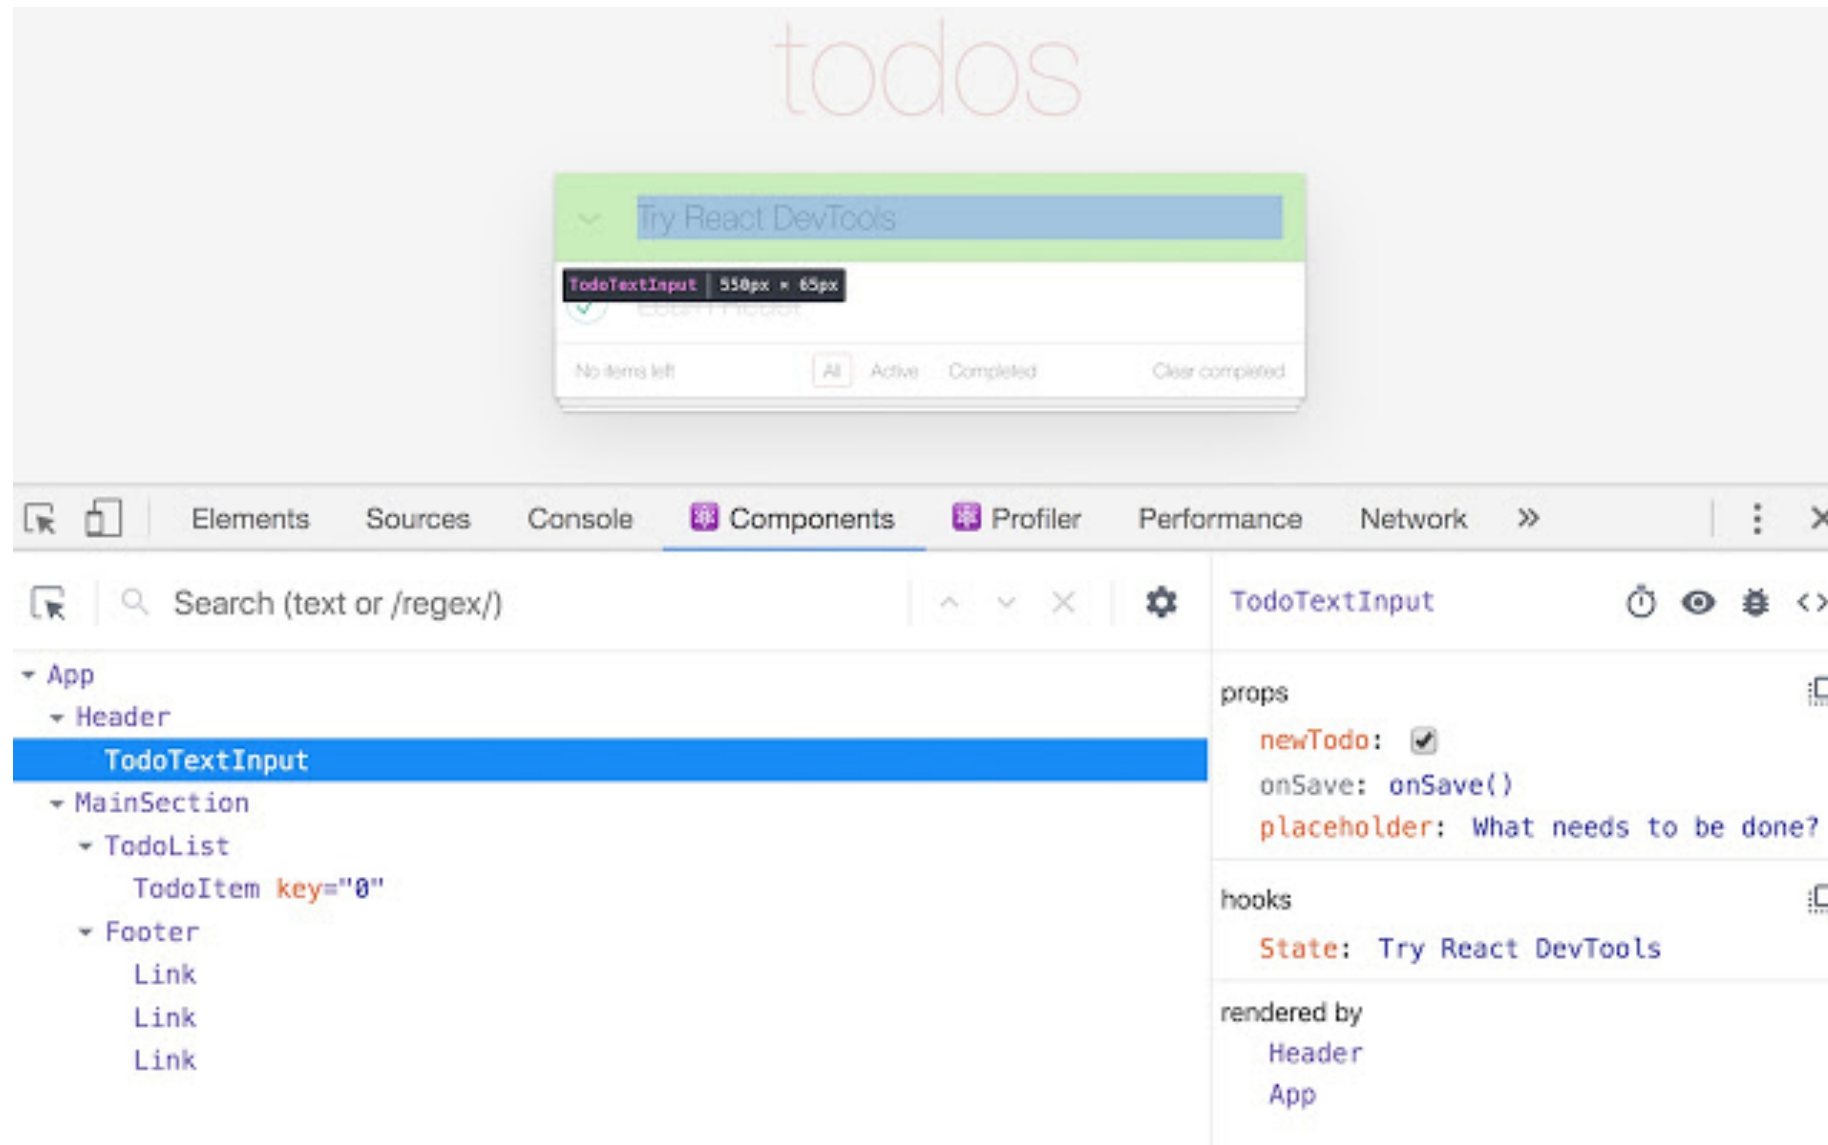 todos
Try React DevTools
TodoTextInput | 550px × 65px
Learn React
No items left All Active Completed Clear completed
Elements Sources Console Components Profiler Performance Network »
Search (text or /regex/)
TodoTextInput
App
Header
TodoTextInput
MainSection
TodoList
TodoItem key="0"
Footer
Link
Link
Link
props
newTodo:
onSave: onSave()
placeholder: What needs to be done?
hooks
State: Try React DevTools
rendered by
Header
App